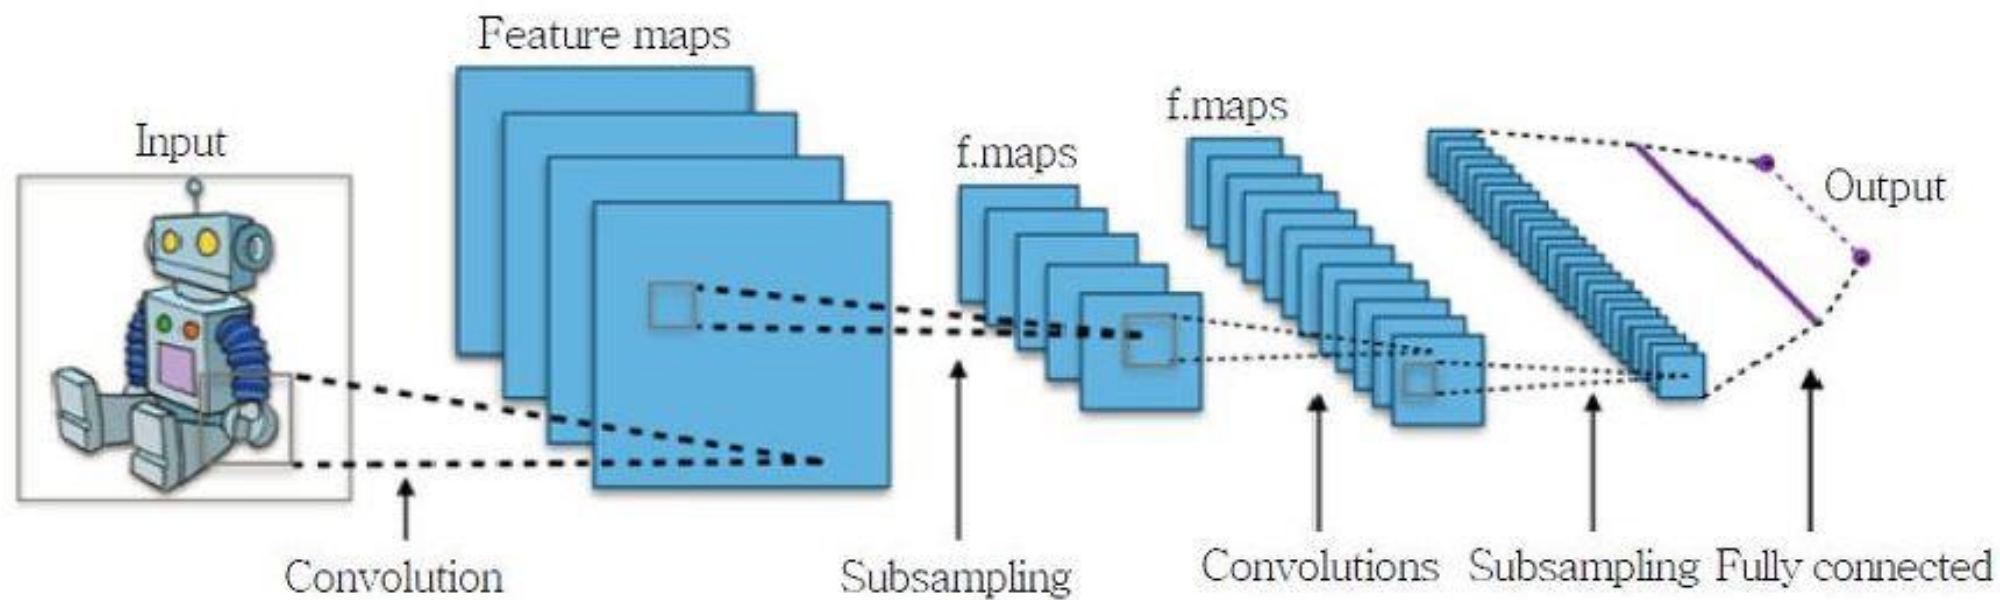 Feature maps
f.maps
Input
f.maps
Output
Convolution
Subsampling
Convolutions
Subsampling
Fully connected